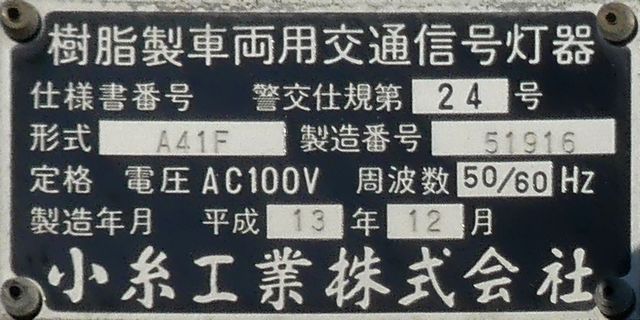 樹脂製車両用交通信号灯器
仕様書番号 警交仕規第 24 号
形式 A41F 製造番号 51916
定格 電圧 AC100V 周波数 50/60 Hz
製造年月 平成 13 年 12 月
小糸工業株式会社